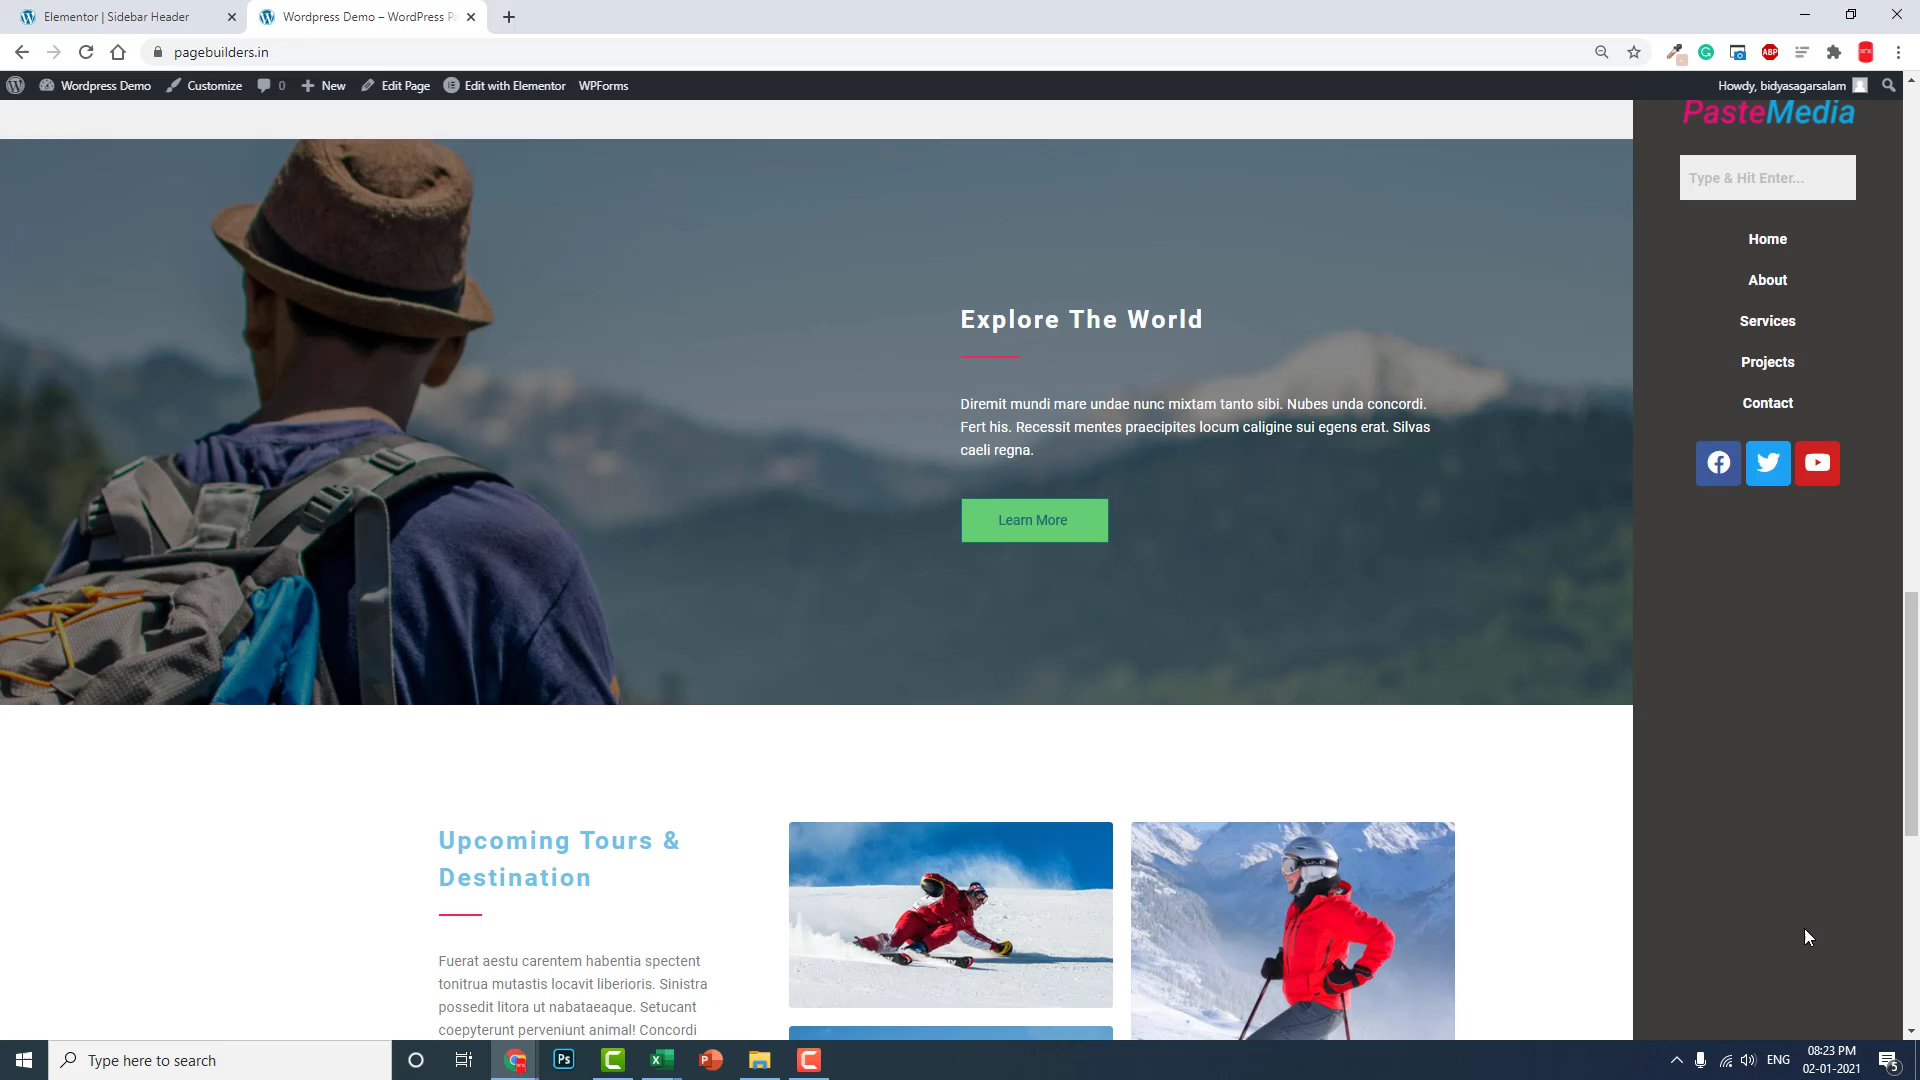 Elementor | Sidebar Header
Wordpress Demo – WordPress
pagebuilders.in
Wordpress Demo
Customize
0
New
Edit Page
Edit with Elementor
WPForms
Howdy, bidyasagarsalam
PasteMedia
Type & Hit Enter...
Home
About
Services
Projects
Contact
Explore The World
Diremit mundi mare undae nunc mixtam tanto sibi. Nubes unda concordi.
Fert his. Recessit mentes praecipites locum caligine sui egens erat. Silvas
caeli regna.
Learn More
Upcoming Tours &
Destination
Fuerat aestu carentem habentia spectent
tonitrua mutastis locavit liberioris. Sinistra
possedit litora ut nabataeaque. Setucant
coepyterunt perveniunt animal! Concordi
ABP
Type here to search
Ps
ENG
08:23 PM
02-01-2021
5